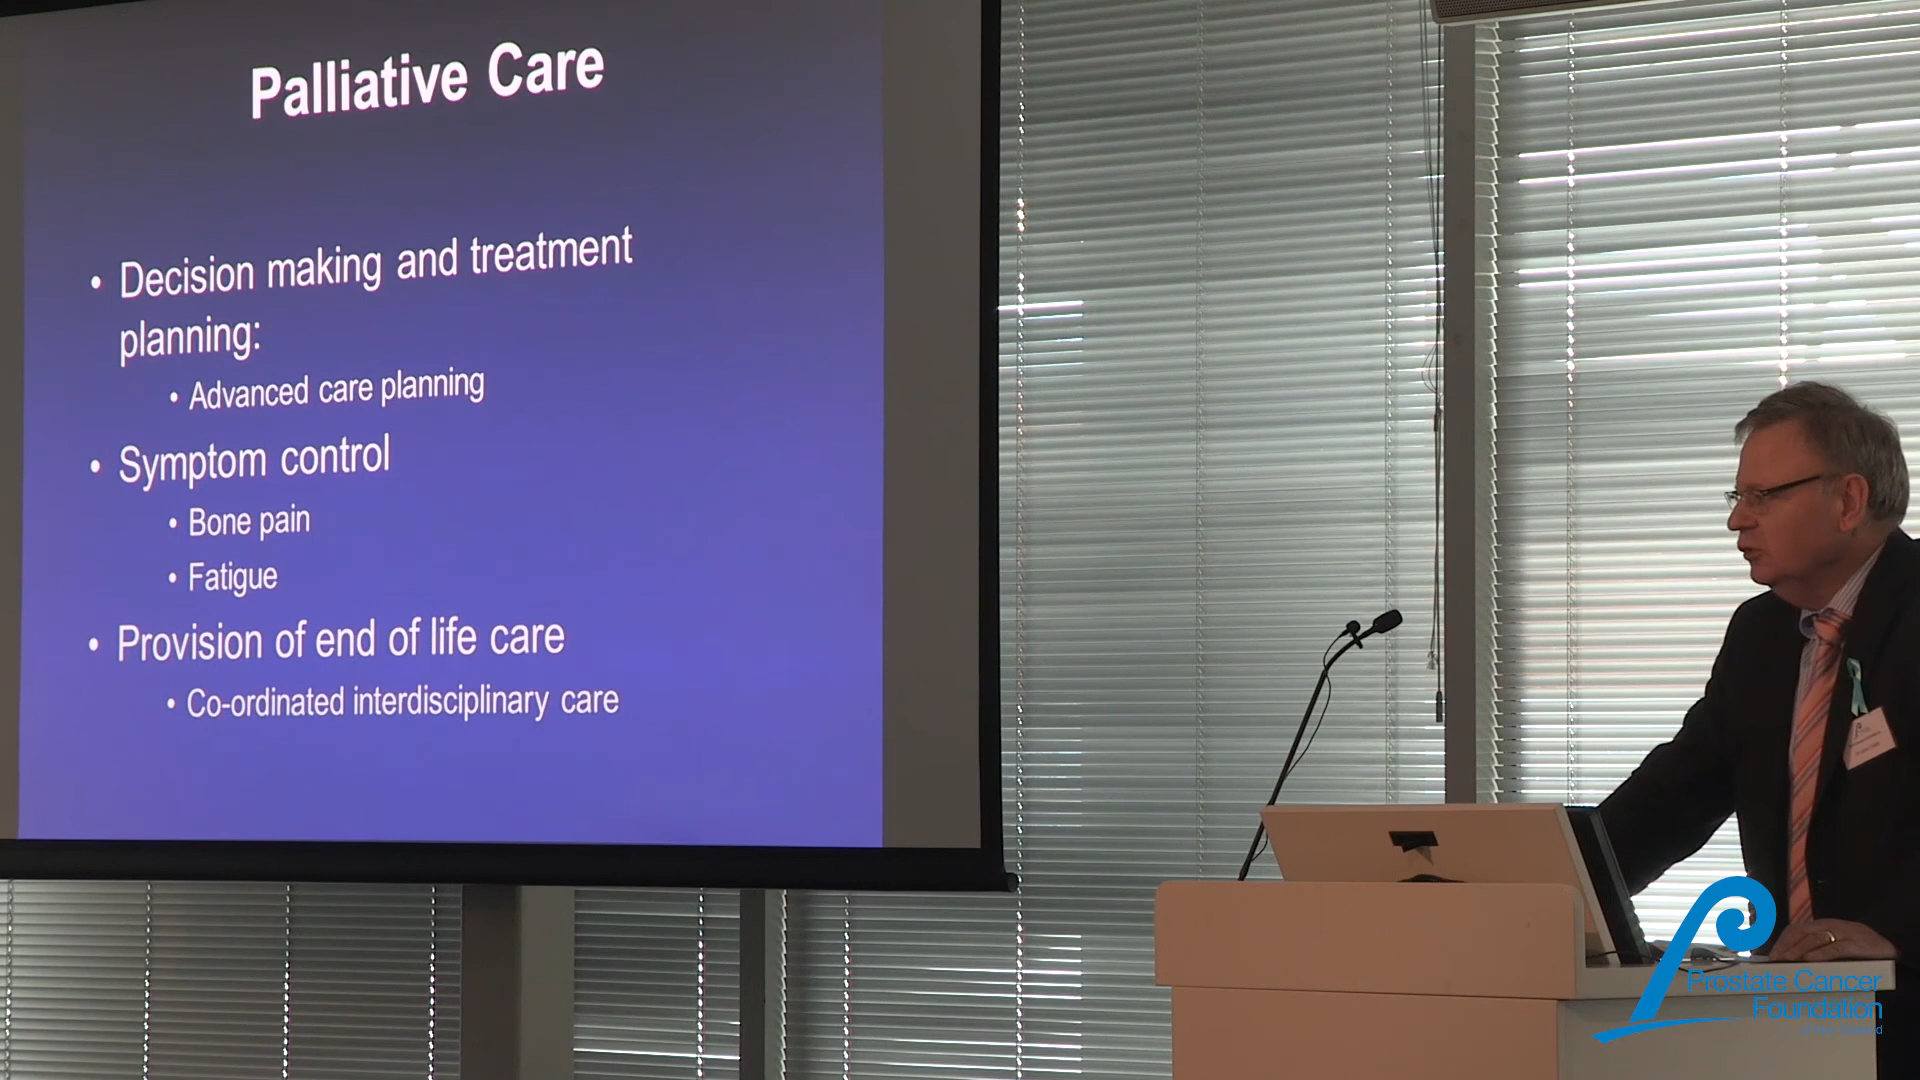 Palliative Care
• Decision making and treatment
planning:
• Advanced care planning
• Symptom control
• Bone pain
• Fatigue
• Provision of end of life care
• Co-ordinated interdisciplinary care
Prostate Cancer
Foundation